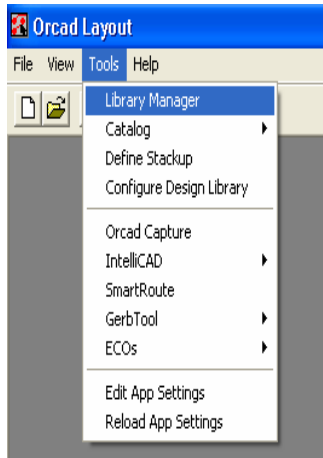 Orcad Layout
File View Tools Help
Library Manager
Catalog
Define Stackup
Configure Design Library
Orcad Capture
IntelliCAD
SmartRoute
GerbTool
ECOs
Edit App Settings
Reload App Settings